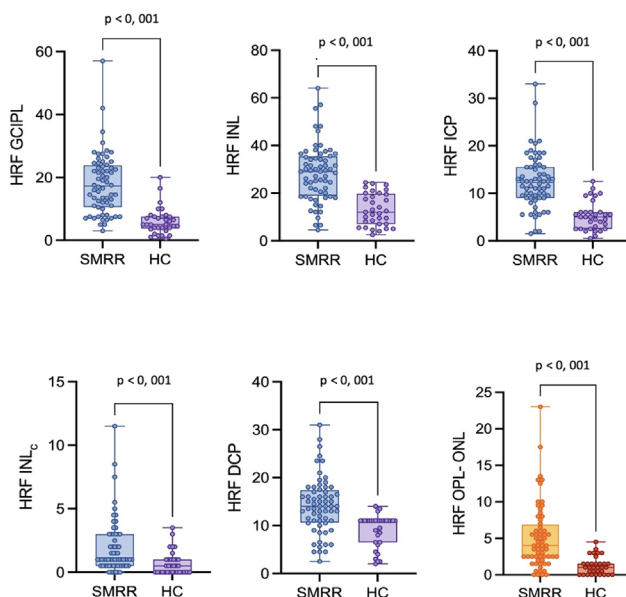 p < 0, 001
HRF GCIPL
60
40
20
0
SMRR HC
p < 0, 001
HRF INL
80
60
40
20
0
SMRR HC
p < 0, 001
HRF ICP
40
30
20
10
0
SMRR HC
p < 0, 001
HRF INLc
15
10
5
0
SMRR HC
p < 0, 001
HRF DCP
40
30
20
10
0
SMRR HC
p < 0, 001
HRF OPL- ONL
25
20
15
10
5
0
SMRR HC